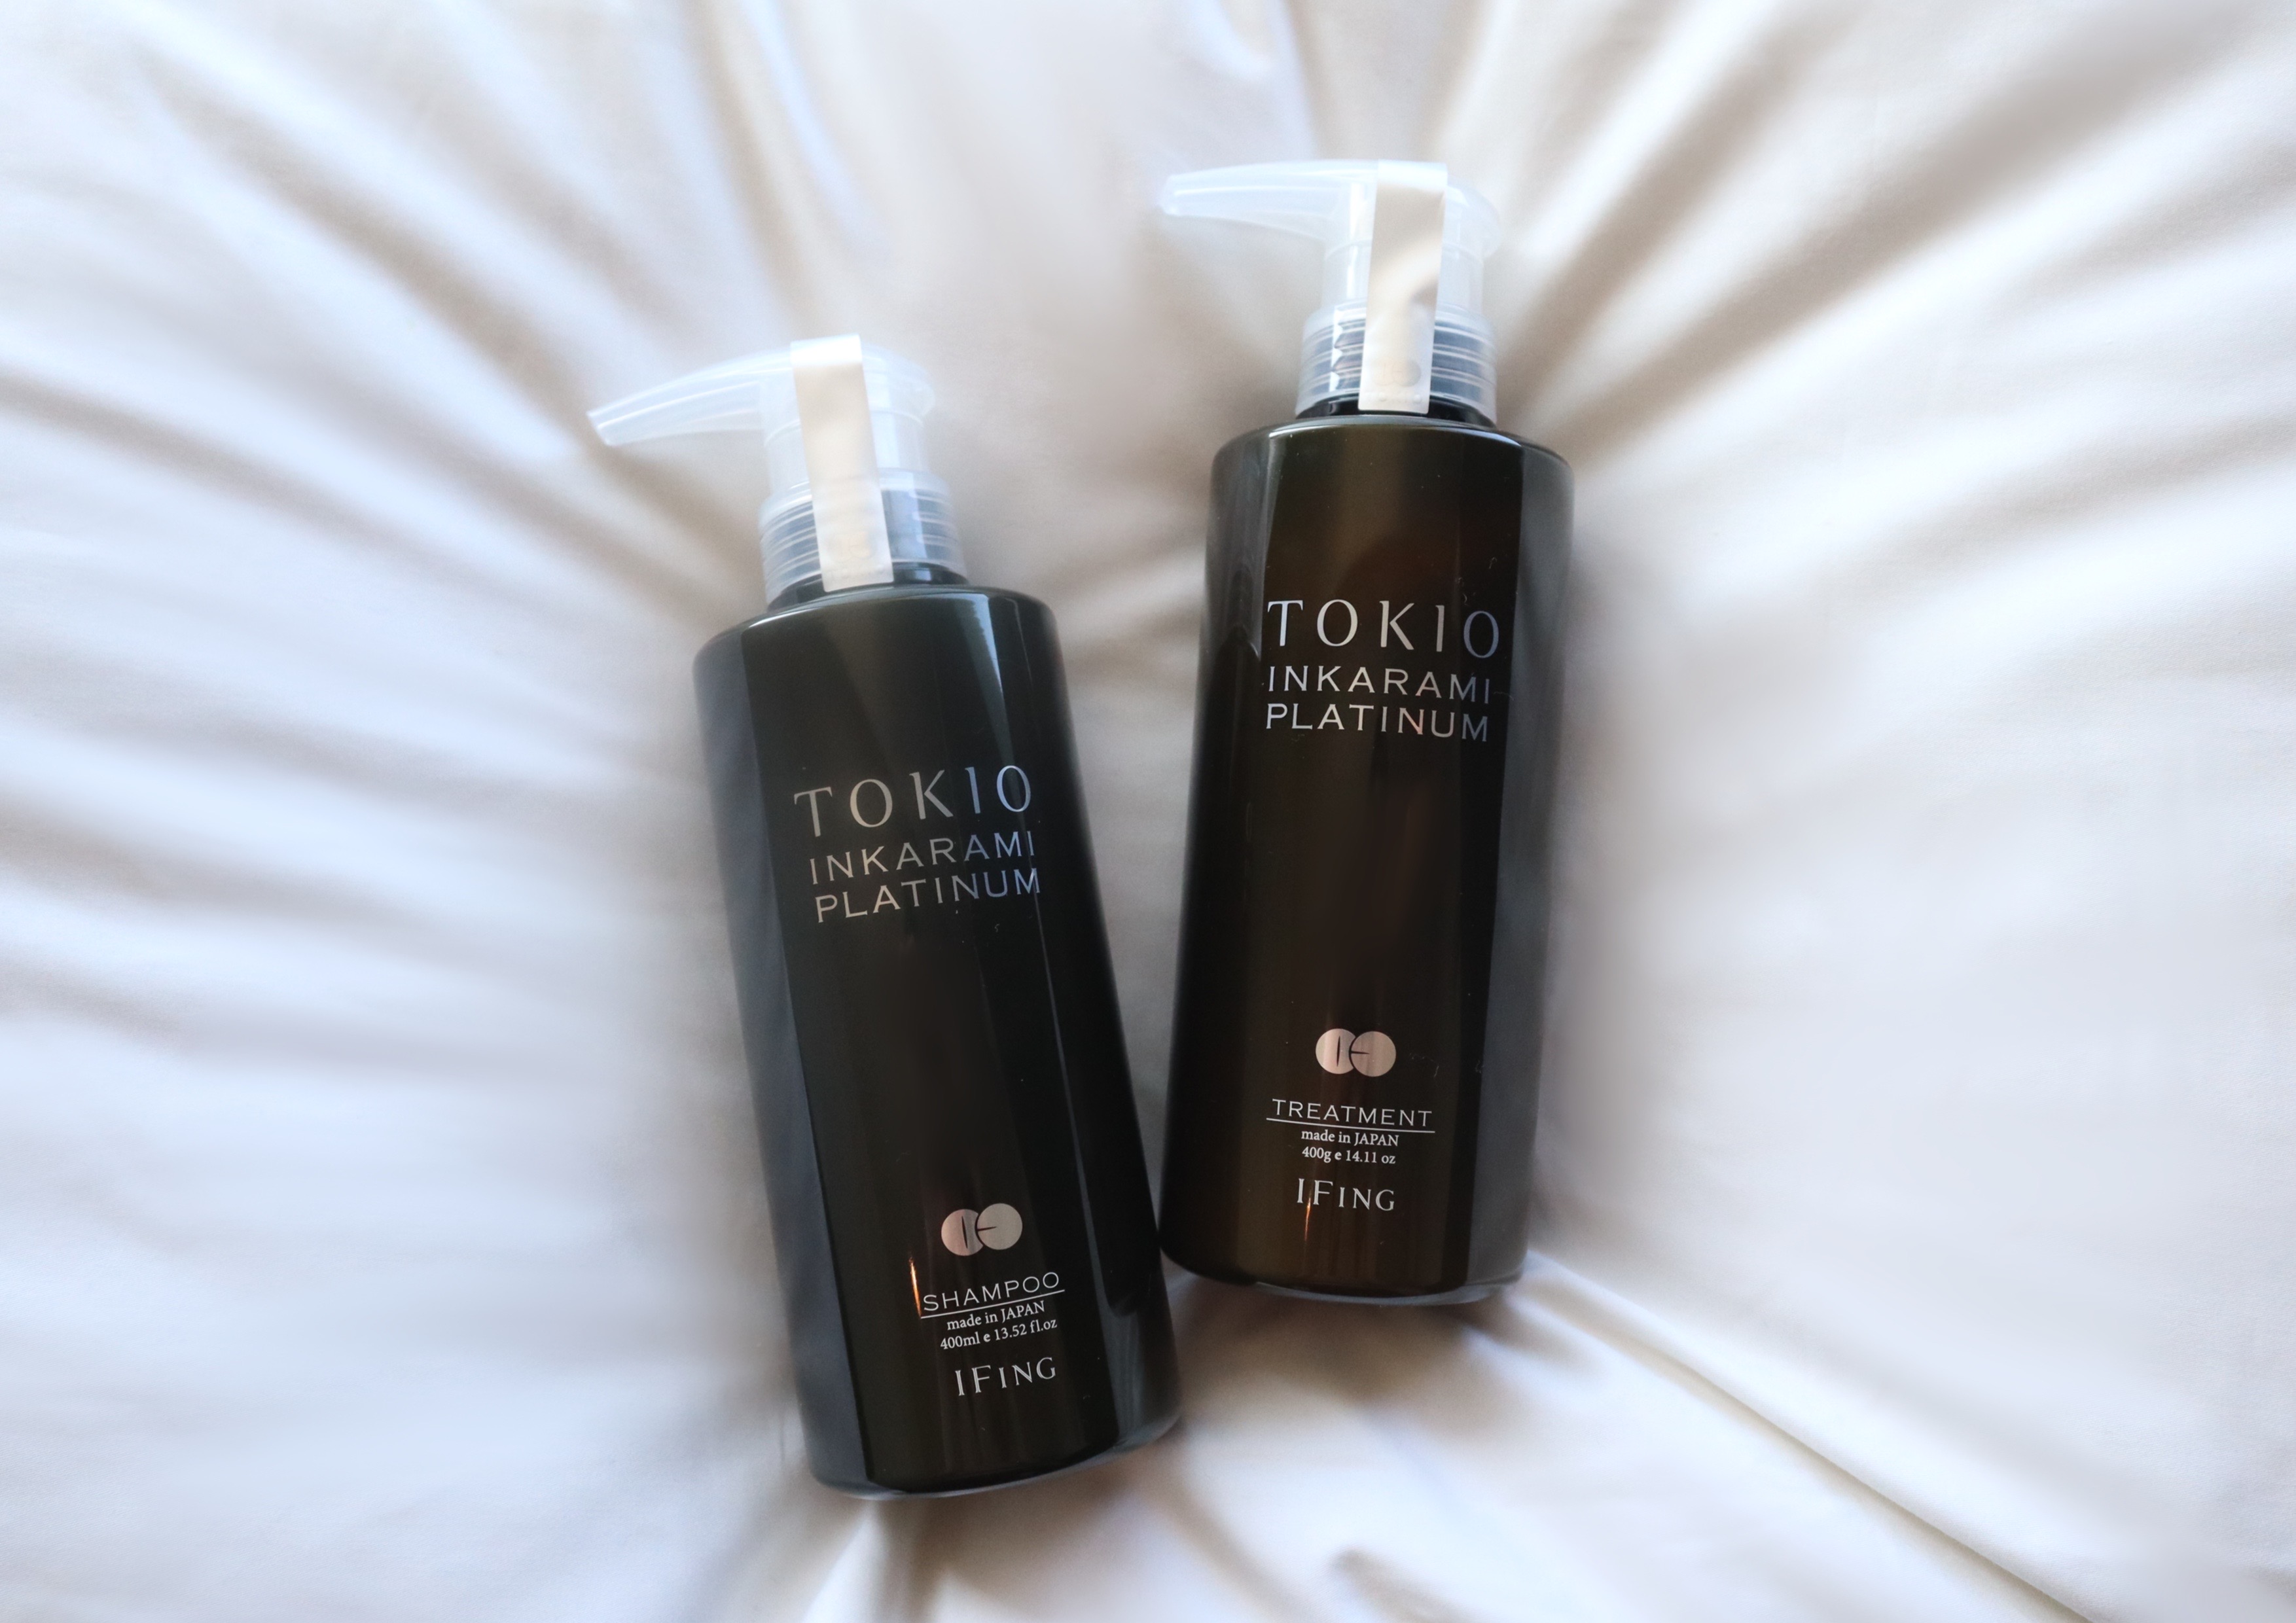 TOKIO
INKARAMI
PLATINUM
SHAMPOO
made in JAPAN
400ml e 13.52 fl.oz
IFING
TOKIO
INKARAMI
PLATINUM
TREATMENT
made in JAPAN
400g e 14.11 oz
IFING